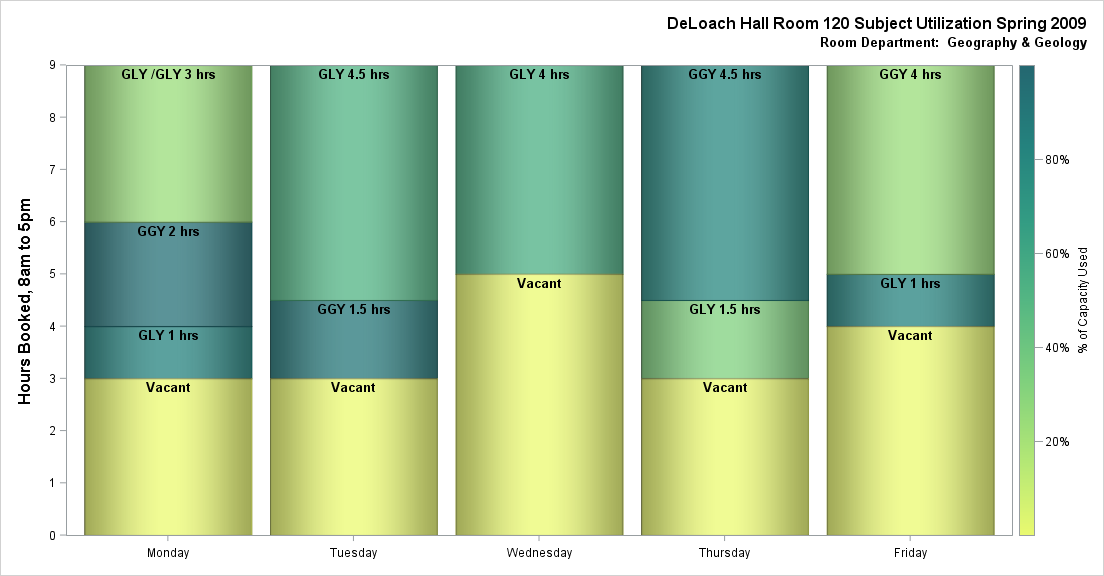 DeLoach Hall Room 120 Subject Utilization Spring 2009
Room Department:  Geography & Geology
Hours Booked, 8am to 5pm
9
8
7
6
5
4
3
2
1
0
GLY /GLY 3 hrs
GGY 2 hrs
GLY 1 hrs
Vacant
GLY 4.5 hrs
GGY 1.5 hrs
Vacant
GLY 4 hrs
Vacant
GGY 4.5 hrs
GLY 1.5 hrs
Vacant
GGY 4 hrs
GLY 1 hrs
Vacant
Monday
Tuesday
Wednesday
Thursday
Friday
80%
60%
40%
20%
% of Capacity Used